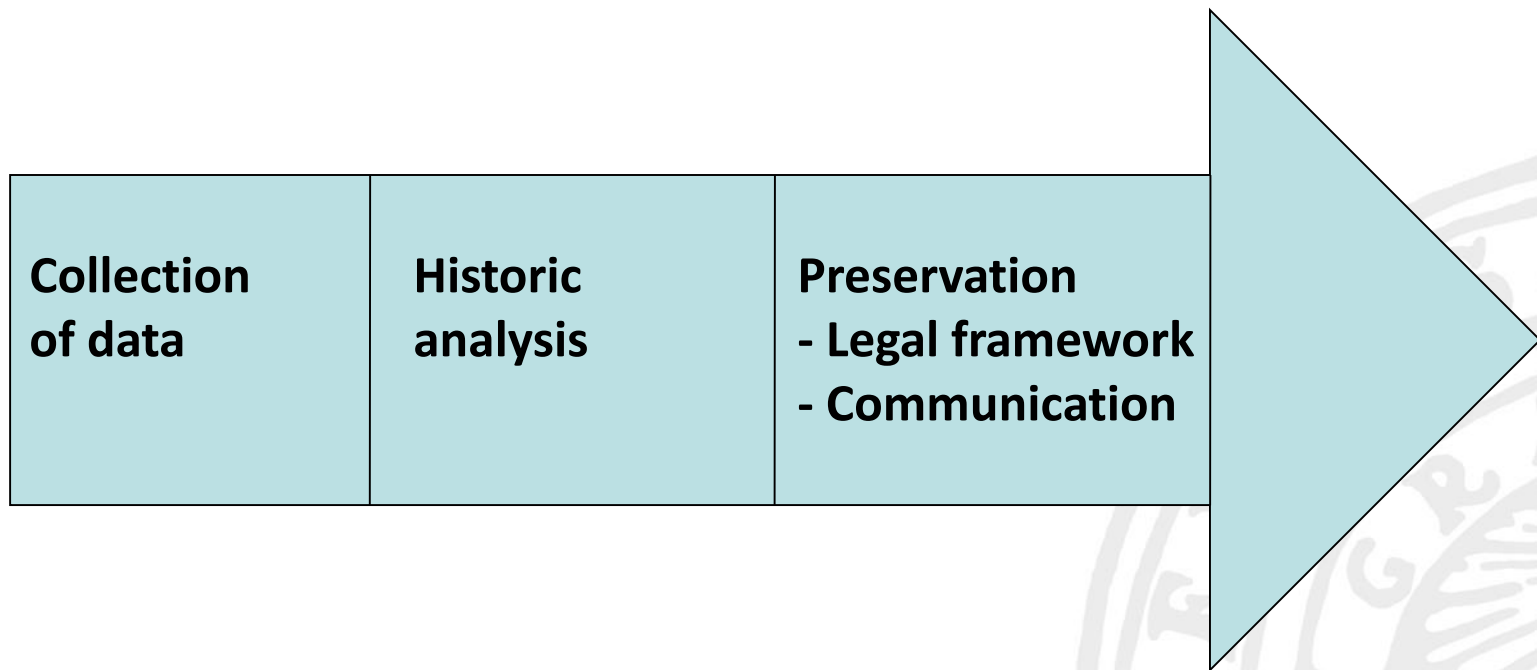 Collection
of data
Historic
analysis
Preservation
- Legal framework
- Communication